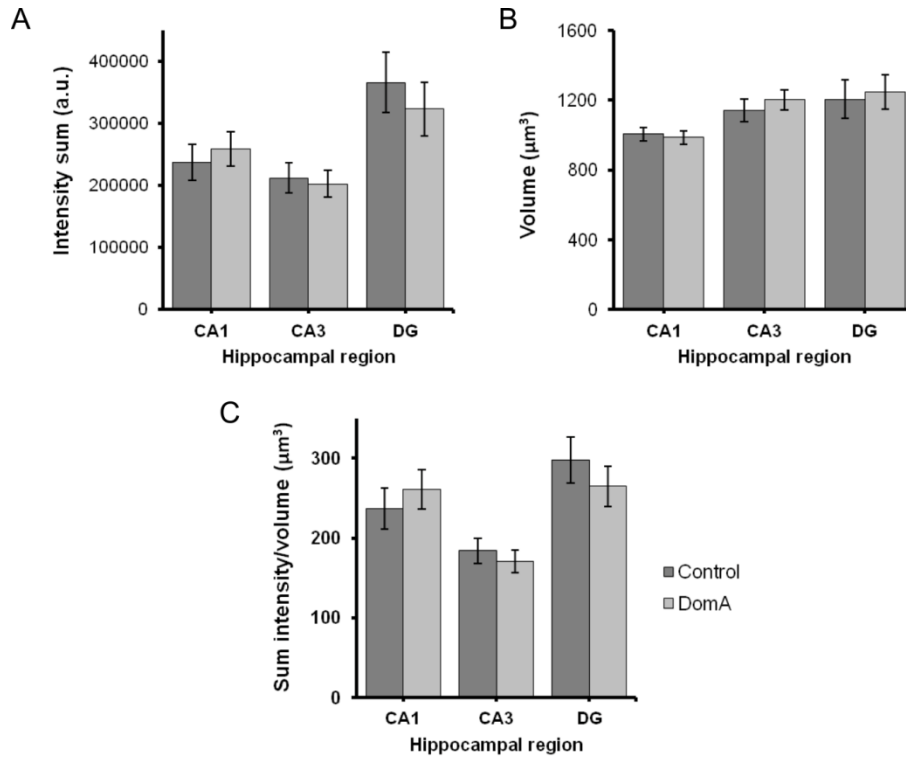 A
Intensity sum (a.u.)
400000
300000
200000
100000
0
CA1 CA3 DG
Hippocampal region
B
Volume (µm³)
1600
1200
800
400
0
CA1 CA3 DG
Hippocampal region
C
Sum intensity/volume (µm³)
300
200
100
0
CA1 CA3 DG
Hippocampal region
Control
DomA